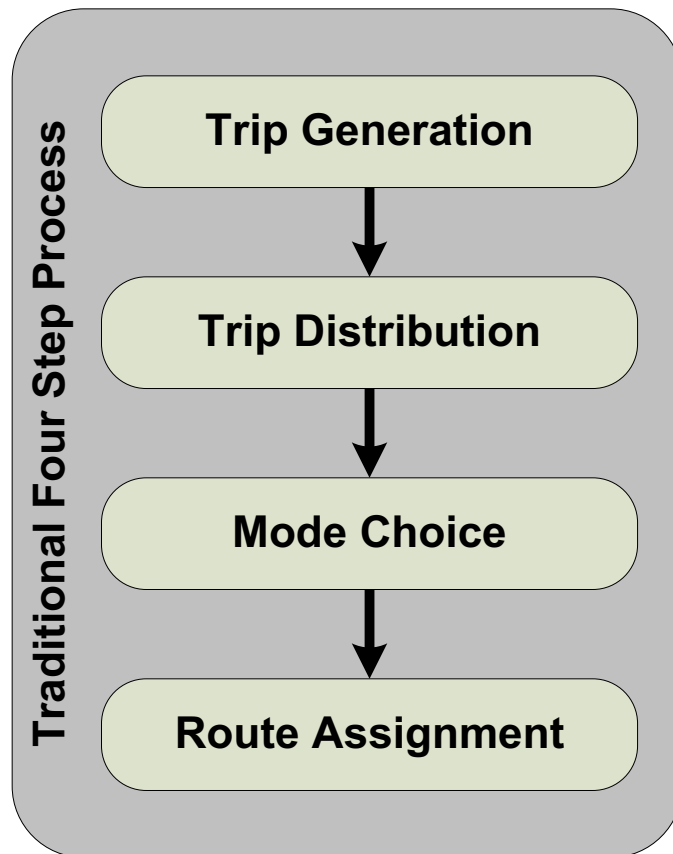 Traditional Four Step Process
Trip Generation
Trip Distribution
Mode Choice
Route Assignment